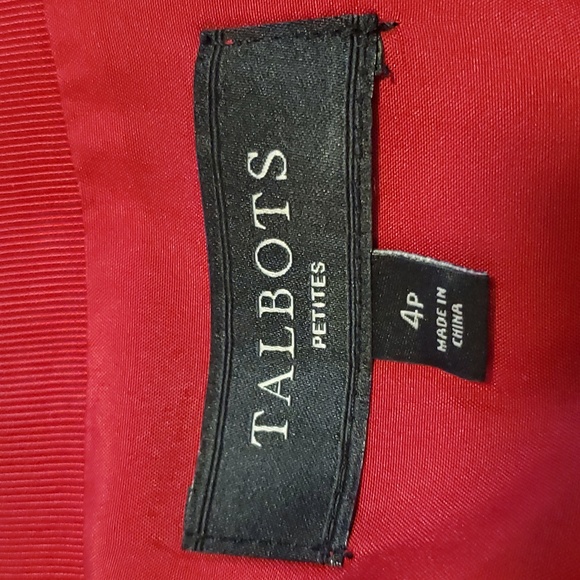 TALBOTS
PETITES
4P
MADE IN
CHINA